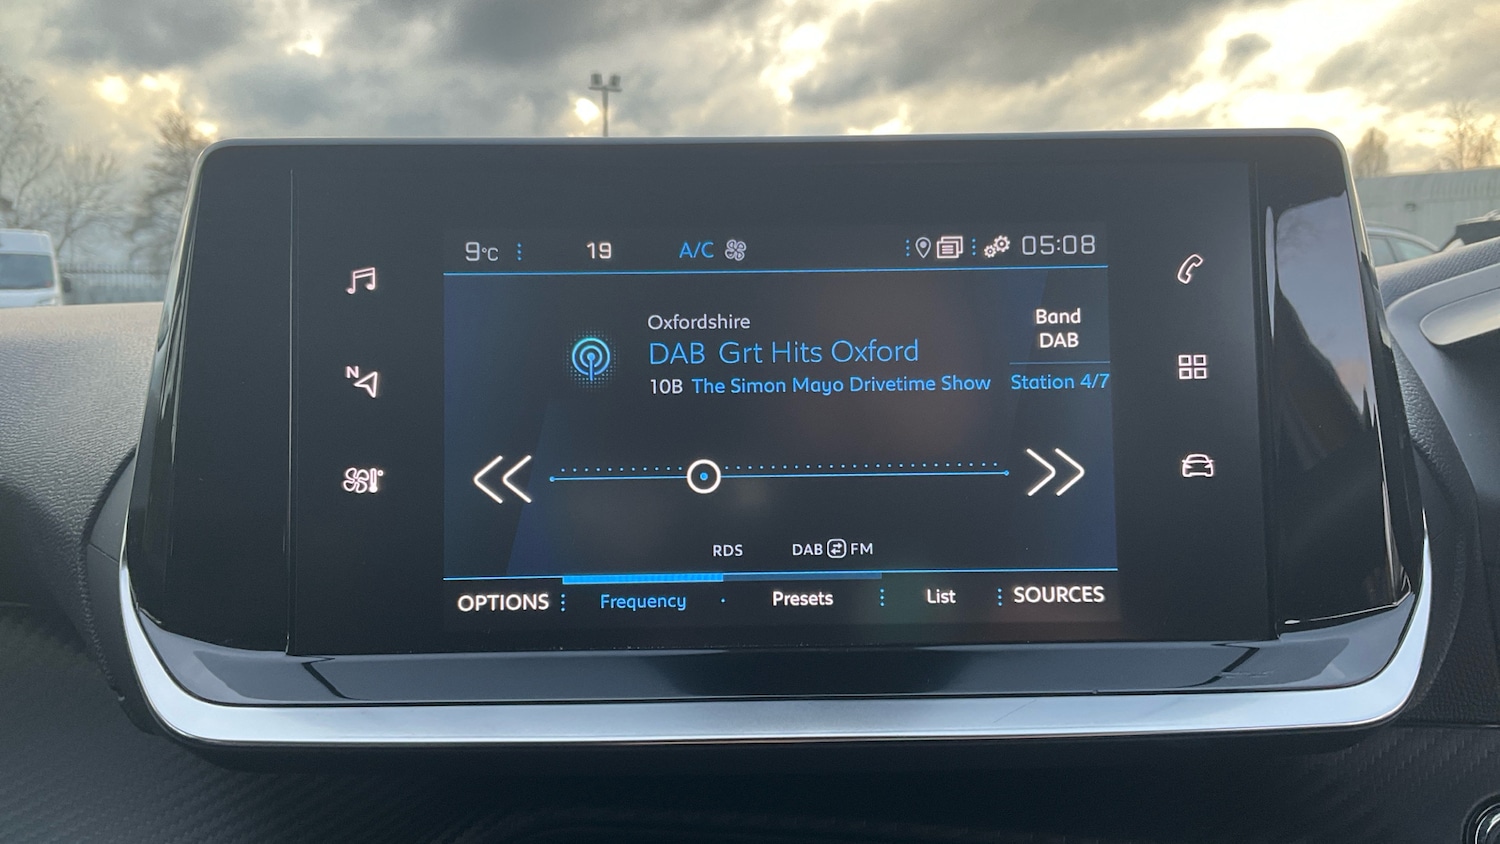 9°C 19 A/C 05:08
Oxfordshire
DAB Grt Hits Oxford
10B The Simon Mayo Drivetime Show
Band
DAB
Station 4/7
N
RDS DAB FM
OPTIONS Frequency Presets List SOURCES